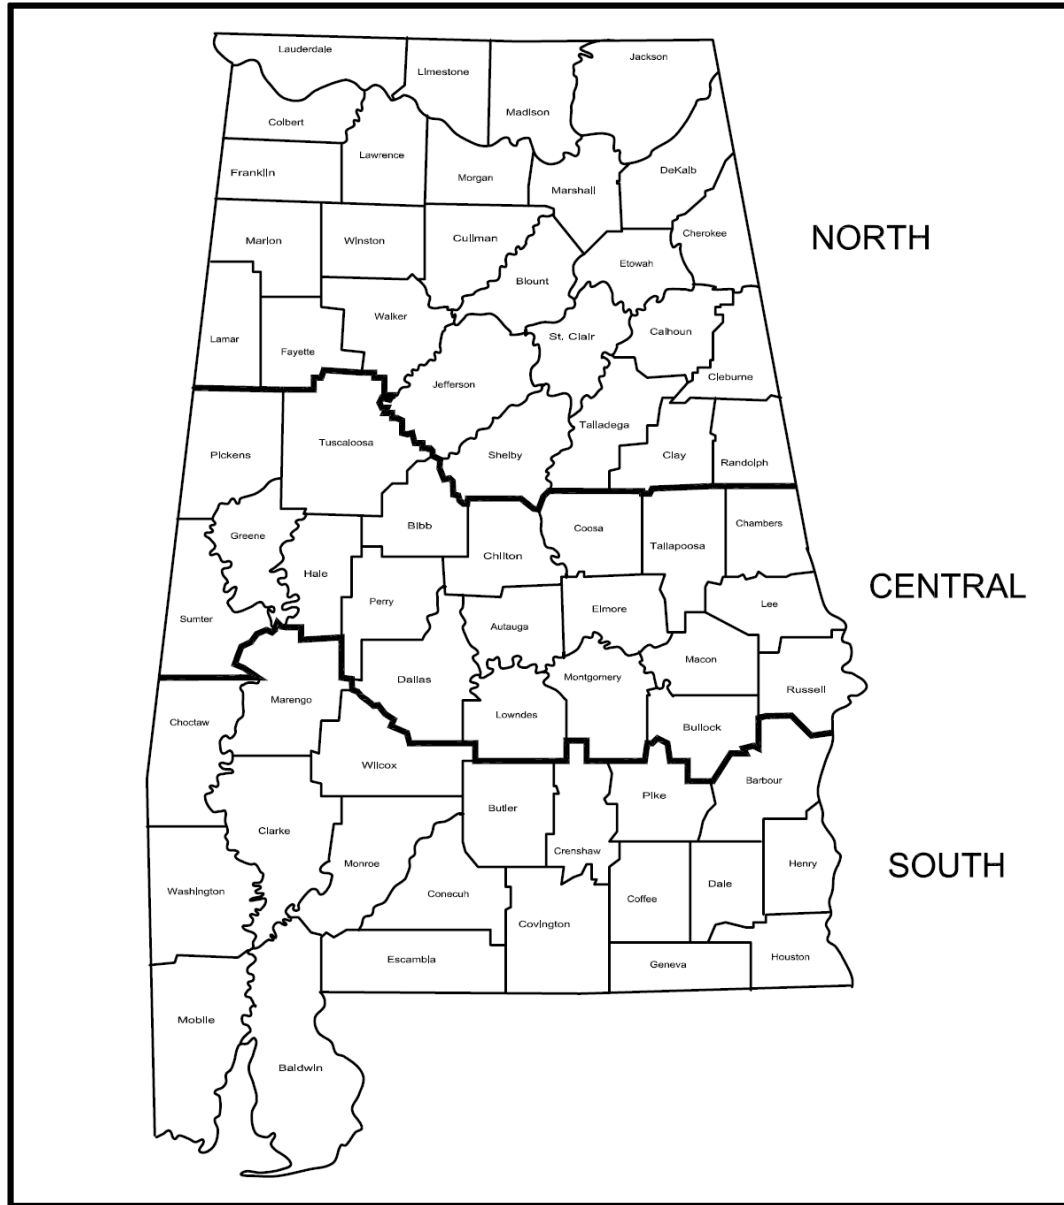 Lauderdale
Limestone
Madison
Jackson
Colbert
Lawrence
Franklin
Morgan
Marshall
DeKalb
Cherokee
NORTH
Marion
Winston
Cullman
Blount
Etowah
Lamar
Fayette
Walker
St. Clair
Calhoun
Cleburne
Jefferson
Talladega
Tuscaloosa
Pickens
Shelby
Clay
Randolph
Greene
Bibb
Chilton
Coosa
Tallapoosa
Chambers
Hale
Perry
CENTRAL
Sumter
Autauga
Elmore
Lee
Dallas
Macon
Marengo
Montgomery
Russell
Choctaw
Lowndes
Bullock
Wilcox
Butler
Pike
Barbour
Clarke
Crenshaw
Monroe
Henry
SOUTH
Washington
Conecuh
Coffee
Dale
Covington
Escambia
Geneva
Houston
Mobile
Baldwin